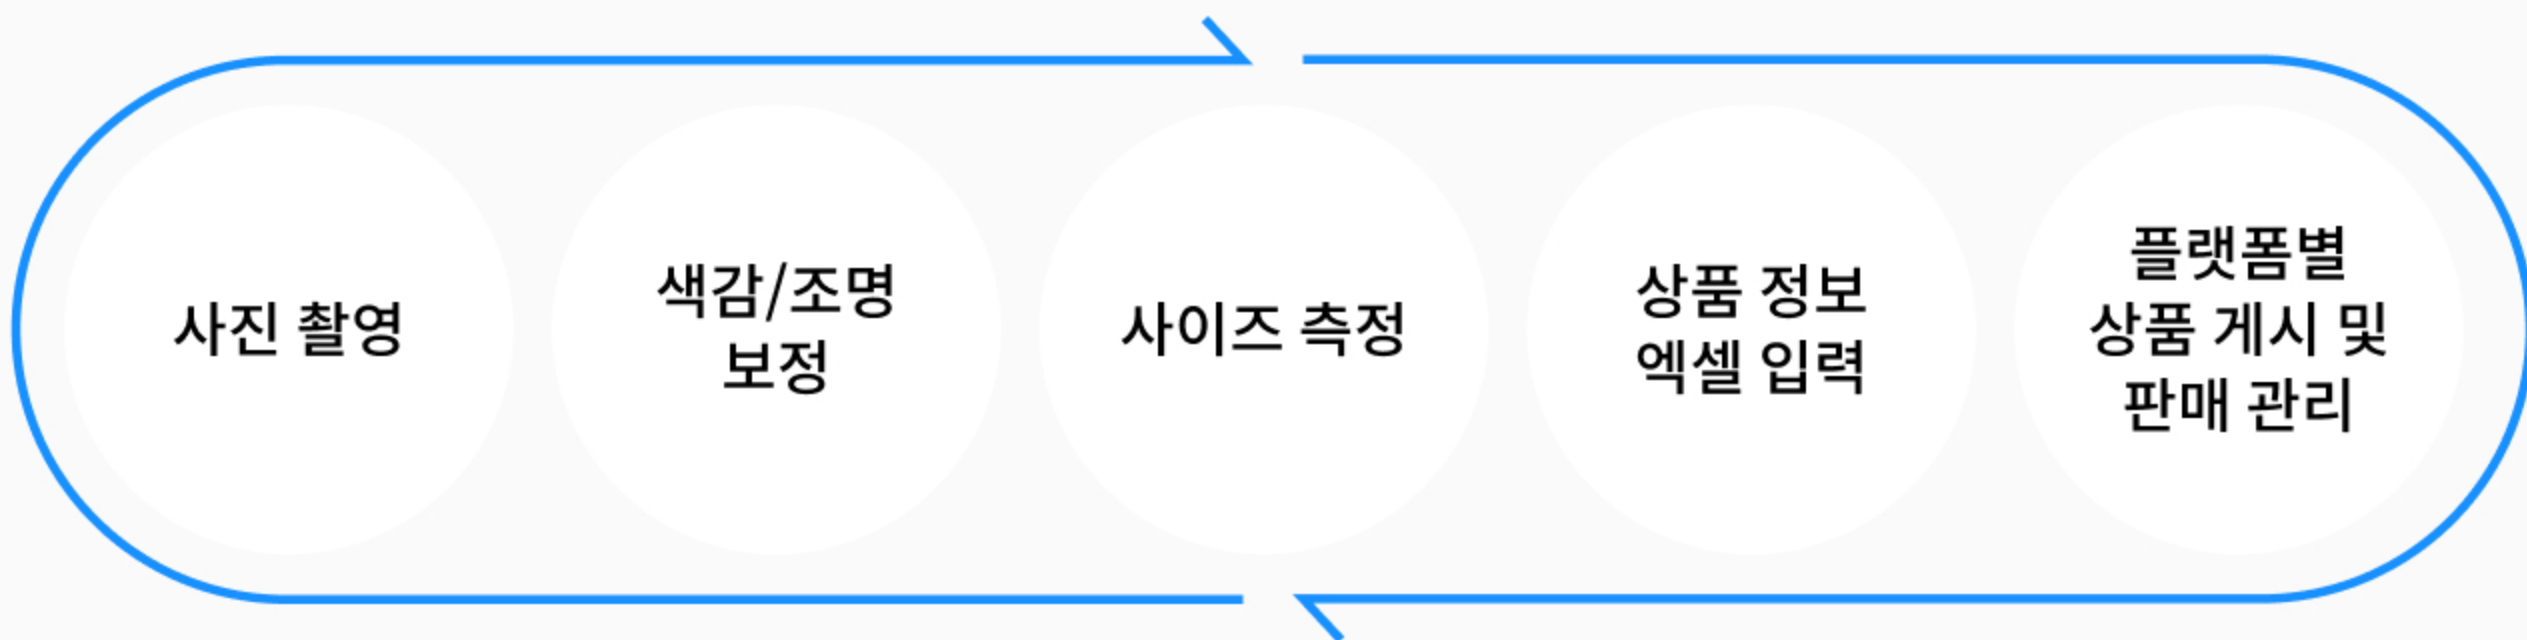 사진 촬영
색감/조명
보정
사이즈 측정
상품 정보
엑셀 입력
플랫폼별
상품 게시 및
판매 관리